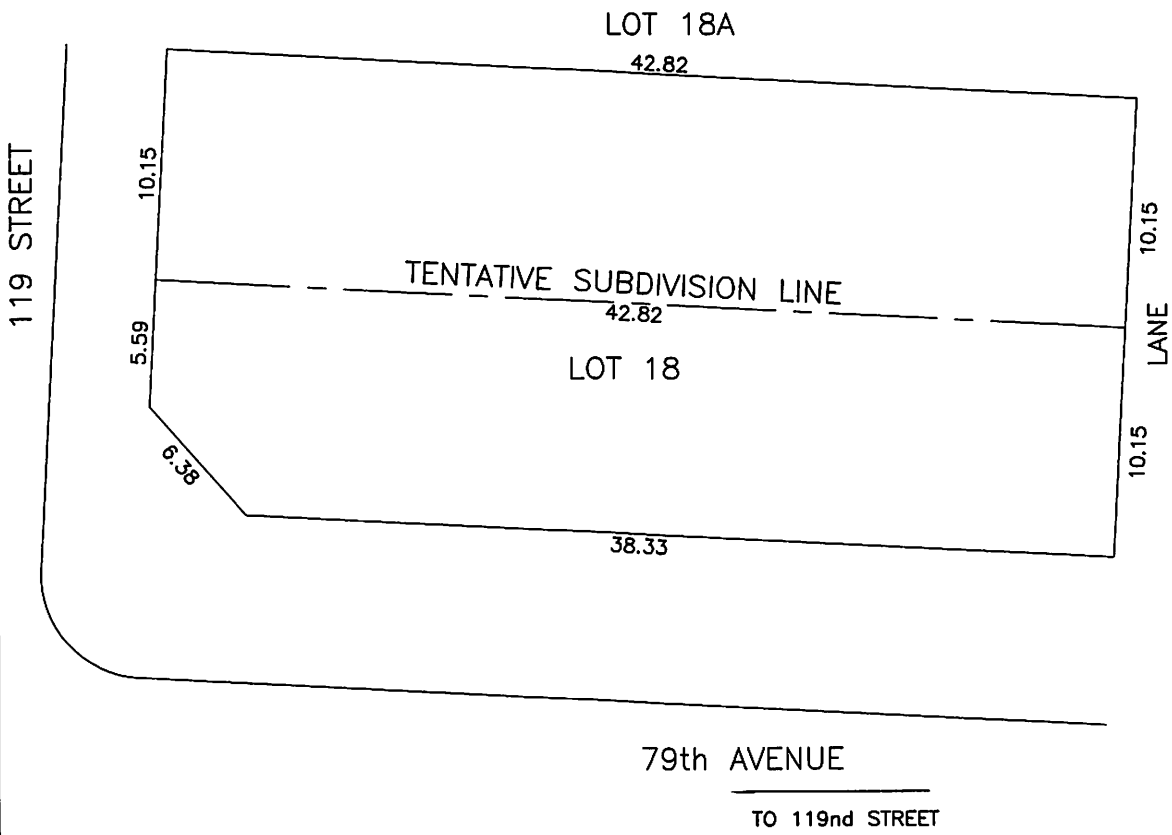 LOT 18A
42.82
119 STREET
10.15
10.15
TENTATIVE SUBDIVISION LINE
42.82
LANE
5.59
LOT 18
10.15
6.38
38.33
79th AVENUE
TO 119nd STREET